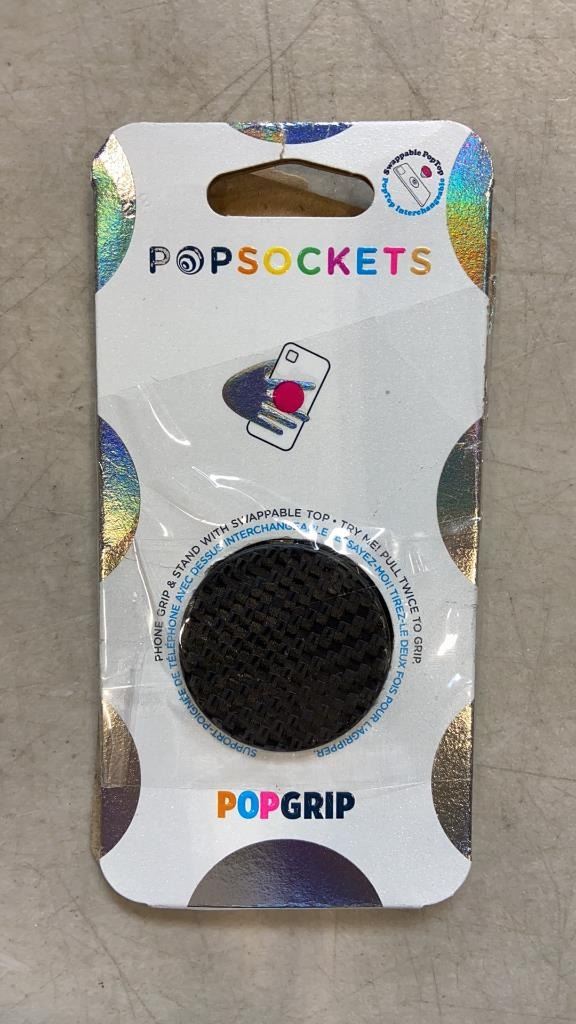 Swappable PopTop
PopTop Interchangeable
POPSOCKETS
PHONE GRIP & STAND WITH SWAPPABLE TOP • TRY ME! PULL TWICE TO GRIP.
SUPPORT-POIGNÉE DE TÉLÉPHONE AVEC DESSUS INTERCHANGEABLE. ESSAYEZ-MOI! TIREZ-LE DEUX FOIS POUR L'AGRIPPER.
POPGRIP